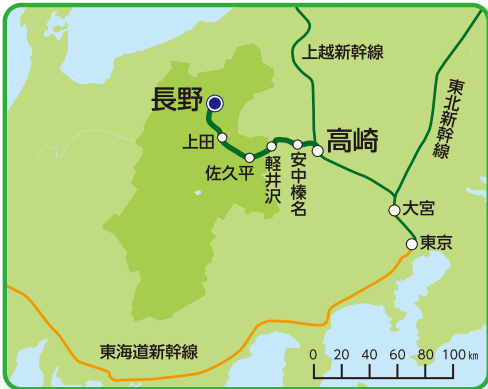 上越新幹線
東北新幹線
長野
上田
佐久平
軽井沢
安中榛名
高崎
大宮
東京
東海道新幹線
0 20 40 60 80 100 km